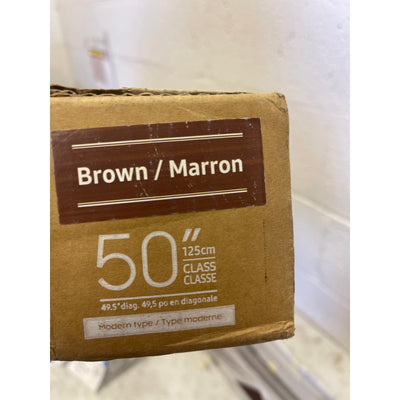 Brown / Marron
50"
125cm
CLASS
CLASSE
49.5" diag. 49,5 po en diagonale
Modern type / Type moderne